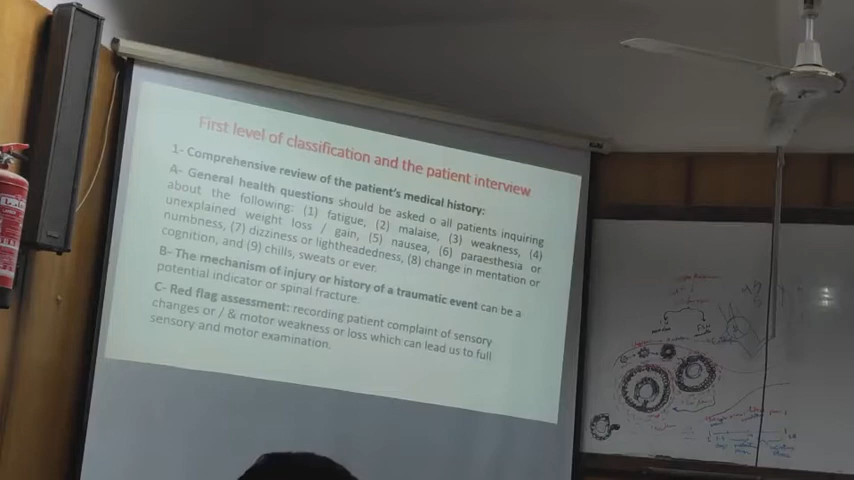 First level of classification and the patient interview
1- Comprehensive review of the patient's medical history:
A- General health questions should be asked o all patients inquiring
about the following: (1) fatigue, (2) malaise, (3) weakness, (4)
unexplained weight loss / gain, (5) nausea, (6) paraesthesia or
numbness, (7) dizziness or lightheadedness, (8) change in mentation or
cognition, and (9) chills, sweats or ever.
B- The mechanism of injury or history of a traumatic event can be a
potential indicator or spinal fracture.
C- Red flag assessment: recording patient complaint of sensory
changes or / & motor weakness or loss which can lead us to full
sensory and motor examination.